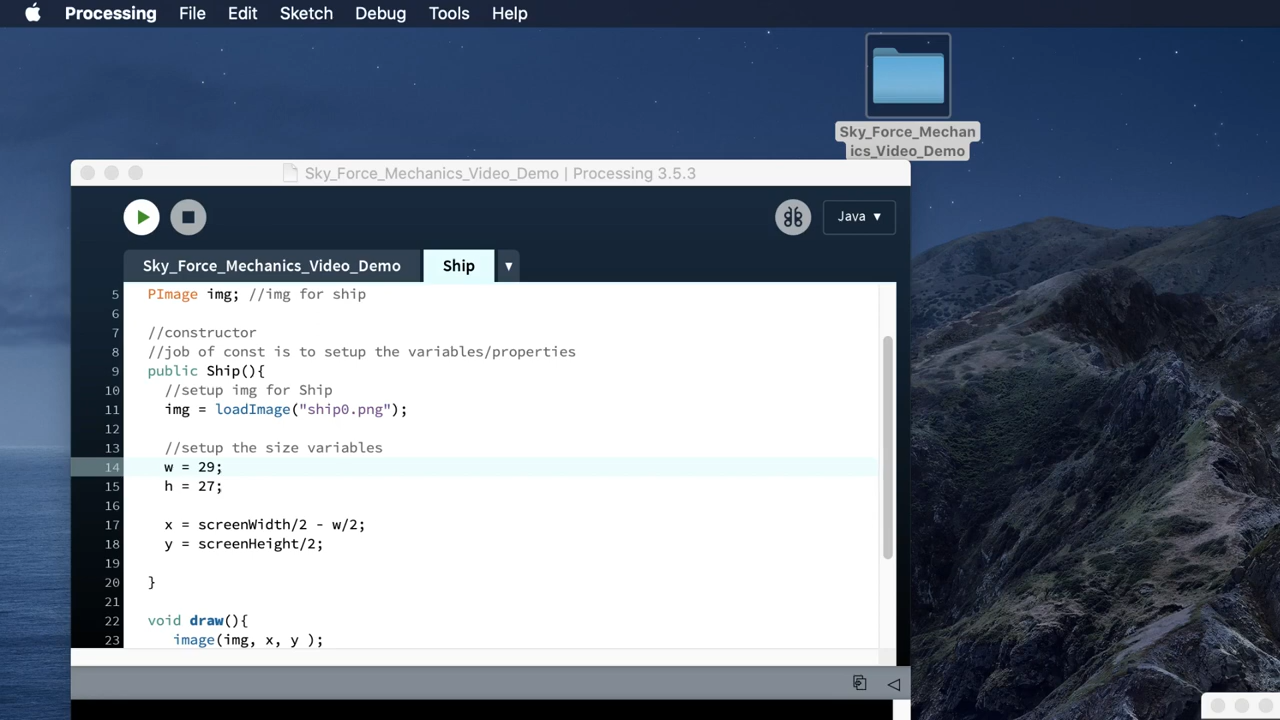 Processing File Edit Sketch Debug Tools Help
Sky_Force_Mechan
ics_Video_Demo
Sky_Force_Mechanics_Video_Demo | Processing 3.5.3
Java ▾
Sky_Force_Mechanics_Video_Demo Ship ▾
5 PImage img; //img for ship
6
7 //constructor
8 //job of const is to setup the variables/properties
9 public Ship(){
10 //setup img for Ship
11 img = loadImage("ship0.png");
12
13 //setup the size variables
14 w = 29;
15 h = 27;
16
17 x = screenWidth/2 - w/2;
18 y = screenHeight/2;
19
20 }
21
22 void draw(){
23 image(img, x, y );